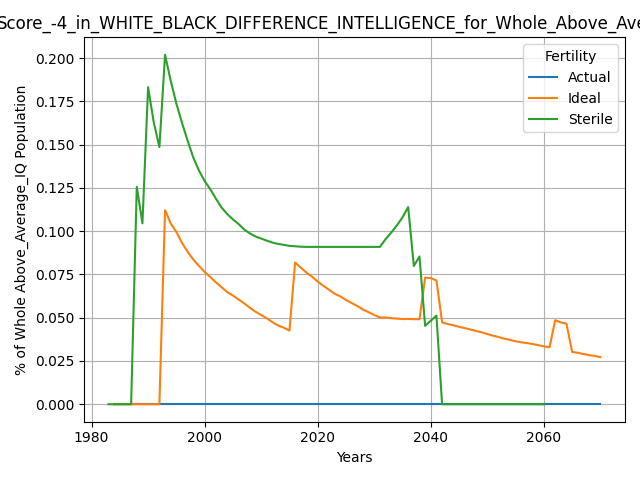 Score_-4_in_WHITE_BLACK_DIFFERENCE_INTELLIGENCE_for_Whole_Above_Ave
% of Whole Above_Average_IQ Population
0.200
0.175
0.150
0.125
0.100
0.075
0.050
0.025
0.000
Fertility
Actual
Ideal
Sterile
1980
2000
2020
2040
2060
Years